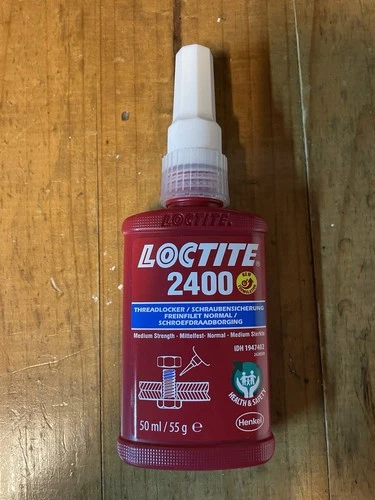 LOCTITE.
LOCTITE.
2400
THREADLOCKER / SCHRAUBENSICHERUNG
FREINFILET NORMAL /
SCHROEFDRAADBORGING
Medium Strength - Mittelfest- Normal - Medium Sterkte
IDH 1947402
HEALTH & SAFETY
50 ml / 55 g ℮
Henkel